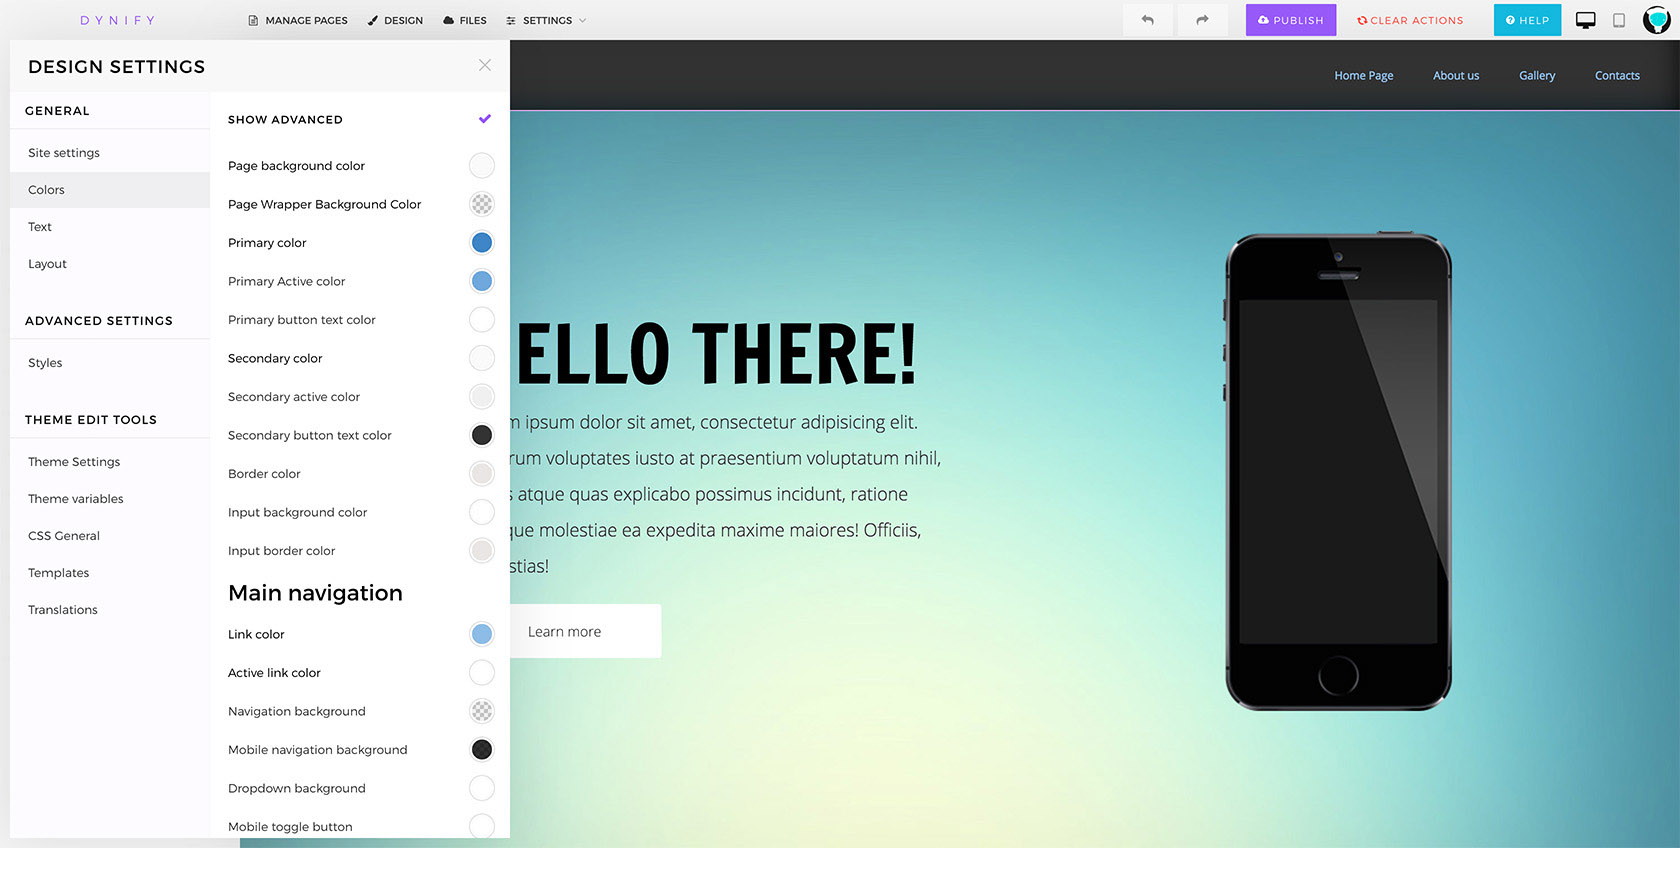 DYNIFY
MANAGE PAGES
DESIGN
FILES
SETTINGS
PUBLISH
CLEAR ACTIONS
HELP
DESIGN SETTINGS
GENERAL
Site settings
Colors
Text
Layout
ADVANCED SETTINGS
Styles
THEME EDIT TOOLS
Theme Settings
Theme variables
CSS General
Templates
Translations
SHOW ADVANCED
Page background color
Page Wrapper Background Color
Primary color
Primary Active color
Primary button text color
Secondary color
Secondary active color
Secondary button text color
Border color
Input background color
Input border color
Main navigation
Link color
Active link color
Navigation background
Mobile navigation background
Dropdown background
Mobile toggle button
Home Page
About us
Gallery
Contacts
ELLO THERE!
m ipsum dolor sit amet, consectetur adipisicing elit.
rum voluptates iusto at praesentium voluptatum nihil,
s atque quas explicabo possimus incidunt, ratione
que molestiae ea expedita maxime maiores! Officiis,
stias!
Learn more